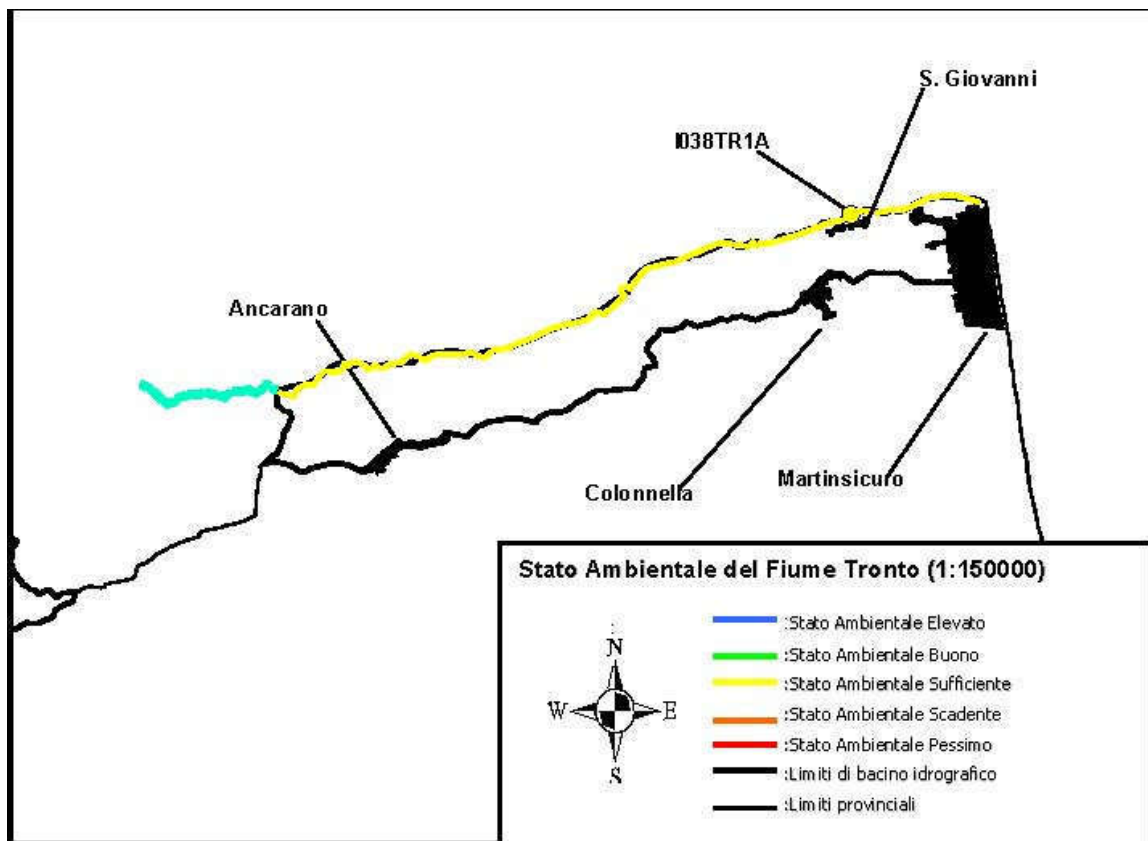 S. Giovanni
I038TR1A
Ancarano
Colonnella
Martinsicuro
Stato Ambientale del Fiume Tronto (1:150000)
:Stato Ambientale Elevato
:Stato Ambientale Buono
:Stato Ambientale Sufficiente
:Stato Ambientale Scadente
:Stato Ambientale Pessimo
:Limiti di bacino idrografico
:Limiti provinciali
N
W E
S